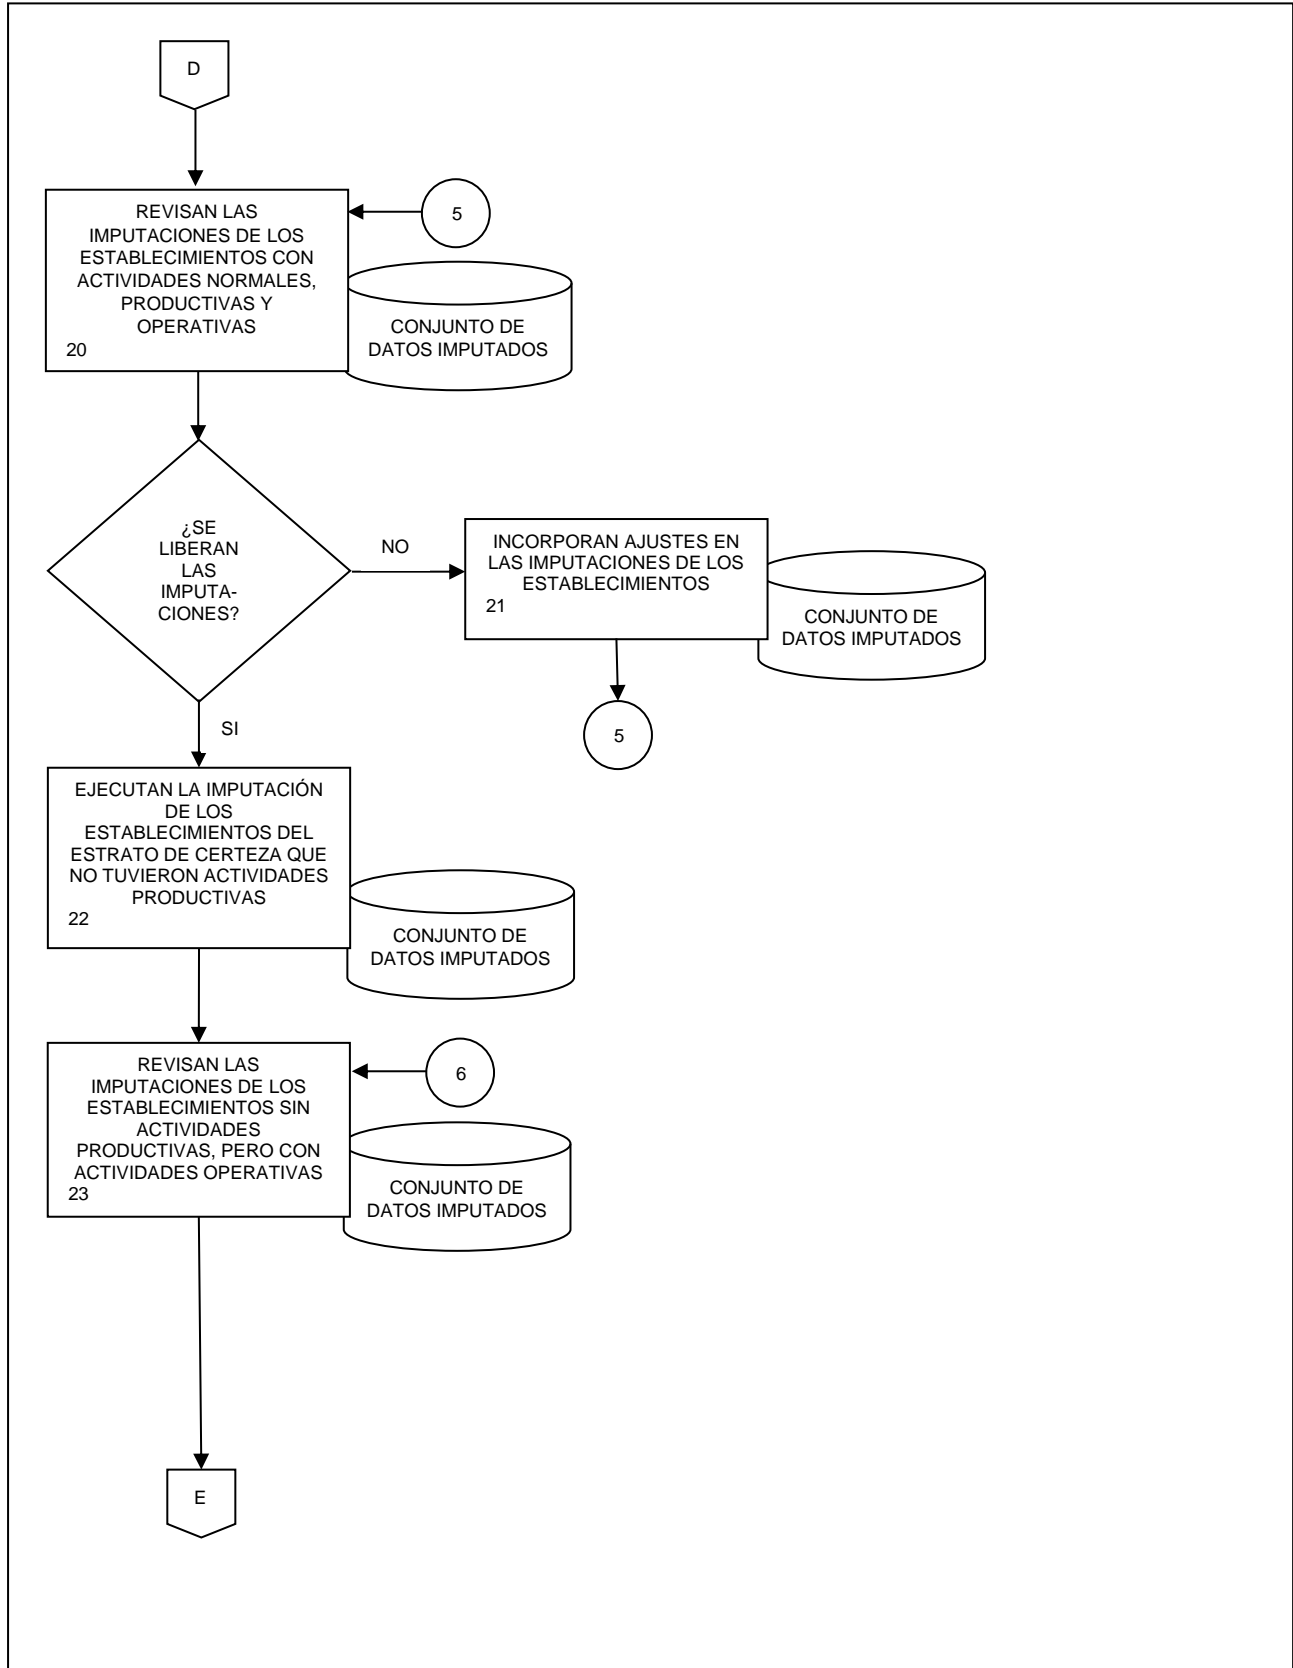 D
REVISAN LAS
IMPUTACIONES DE LOS
ESTABLECIMIENTOS CON
ACTIVIDADES NORMALES,
PRODUCTIVAS Y
OPERATIVAS
20
5
CONJUNTO DE
DATOS IMPUTADOS
¿SE
LIBERAN
LAS
IMPUTA-
CIONES?
NO
INCORPORAN AJUSTES EN
LAS IMPUTACIONES DE LOS
ESTABLECIMIENTOS
21
CONJUNTO DE
DATOS IMPUTADOS
5
SI
EJECUTAN LA IMPUTACIÓN
DE LOS
ESTABLECIMIENTOS DEL
ESTRATO DE CERTEZA QUE
NO TUVIERON ACTIVIDADES
PRODUCTIVAS
22
CONJUNTO DE
DATOS IMPUTADOS
REVISAN LAS
IMPUTACIONES DE LOS
ESTABLECIMIENTOS SIN
ACTIVIDADES
PRODUCTIVAS, PERO CON
ACTIVIDADES OPERATIVAS
23
6
CONJUNTO DE
DATOS IMPUTADOS
E